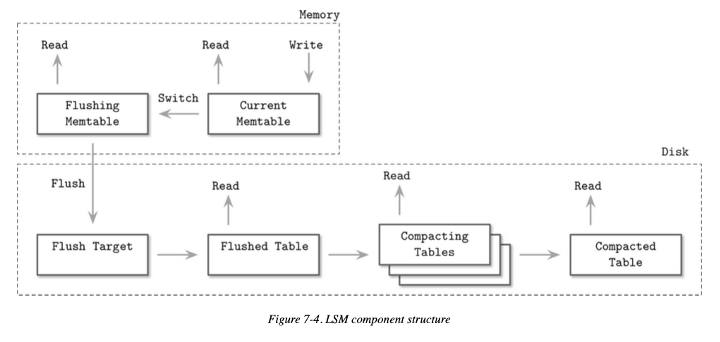 Memory
Read
Read
Write
Flushing
Memtable
Switch
Current
Memtable
Disk
Flush
Read
Read
Read
Flush Target
Flushed Table
Compacting
Tables
Compacted
Table
Figure 7-4. LSM component structure